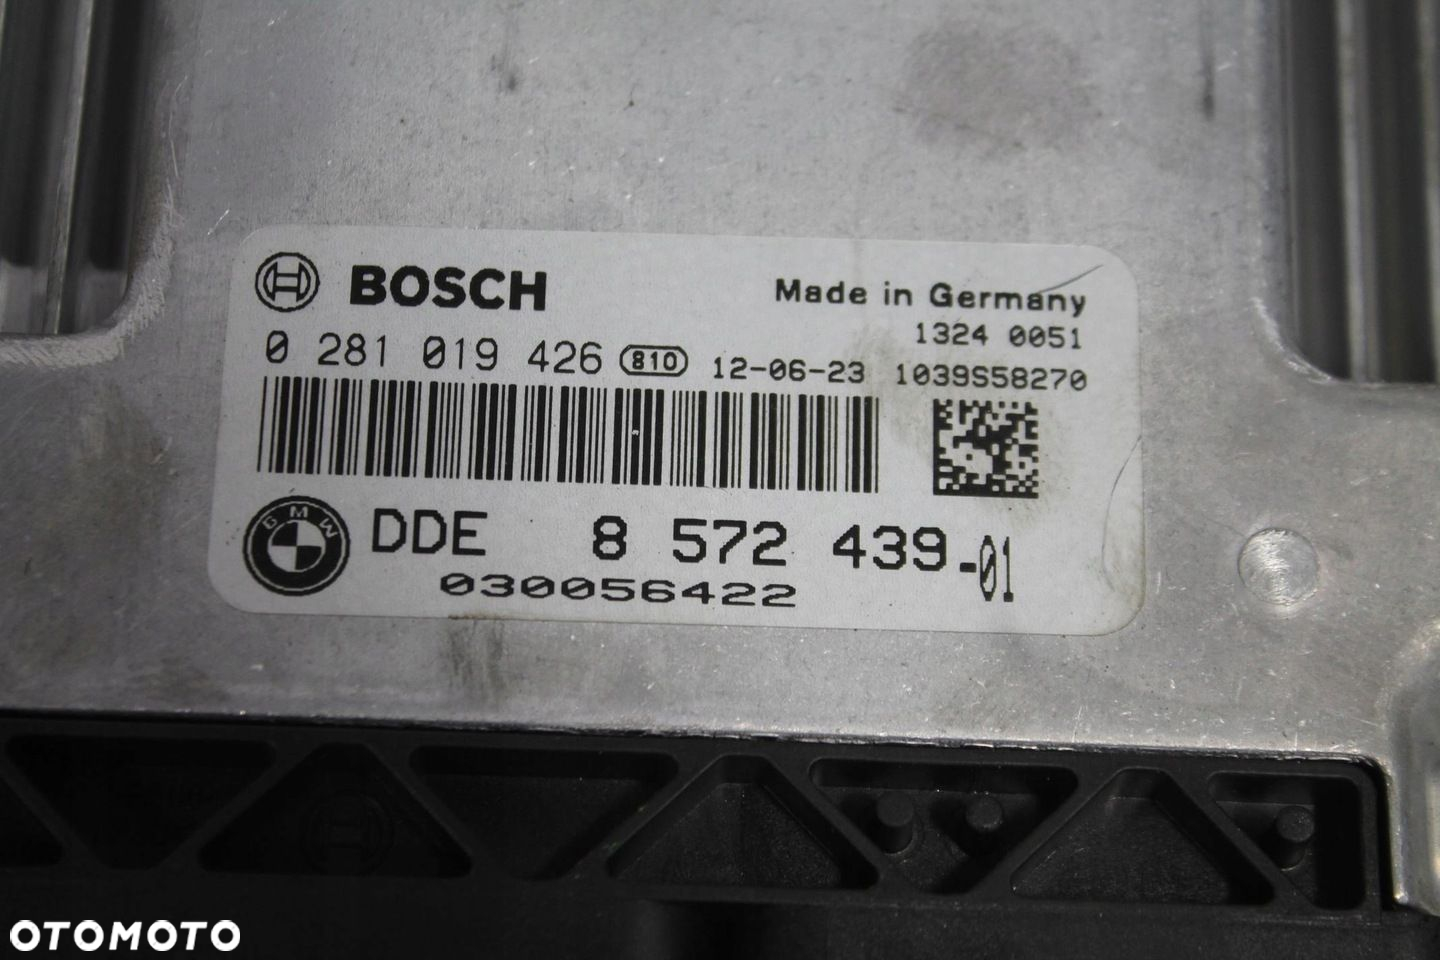 BOSCH
Made in Germany
1324 0051
0 281 019 426 810 12-06-23 1039S58270
BMW
DDE 8 572 439-01
030056422
OTOMOTO